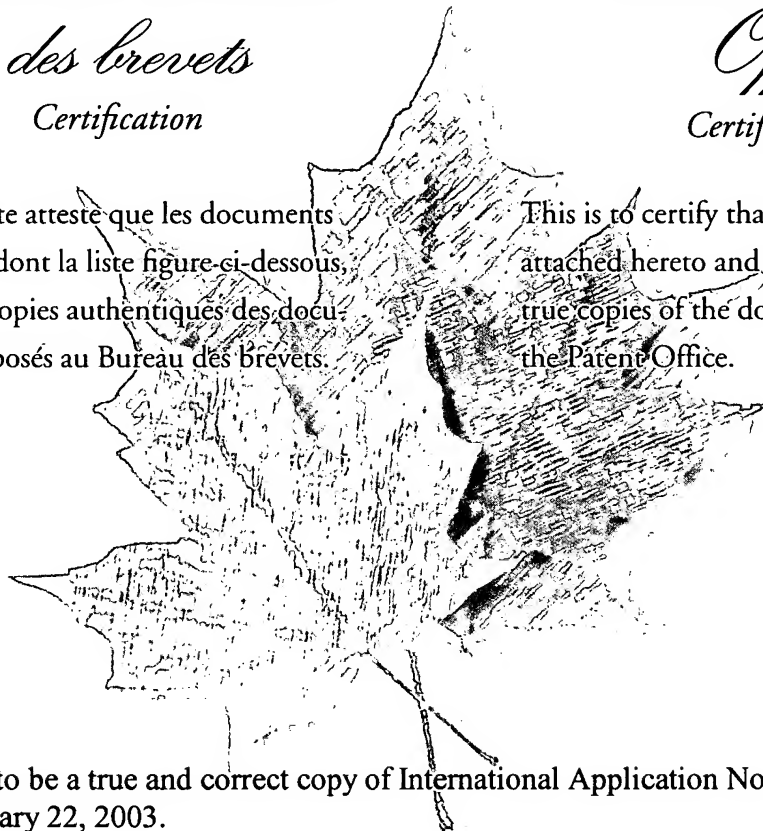 des brevets
Certification
Certif
te atteste que les documents
dont la liste figure ci-dessous,
copies authentiques des docu-
posés au Bureau des brevets.
This is to certify tha
attached hereto and
true copies of the do
the Patent Office.
to be a true and correct copy of International Application No
ary 22, 2003.